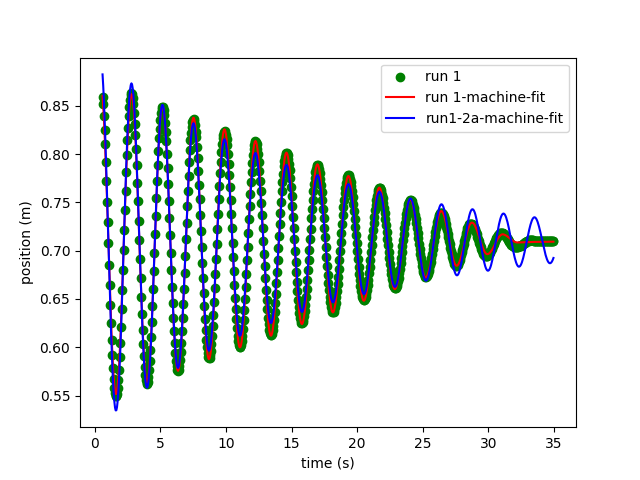 run 1
run 1-machine-fit
run1-2a-machine-fit
0.85
0.80
0.75
0.70
0.65
0.60
0.55
position (m)
0 5 10 15 20 25 30 35
time (s)